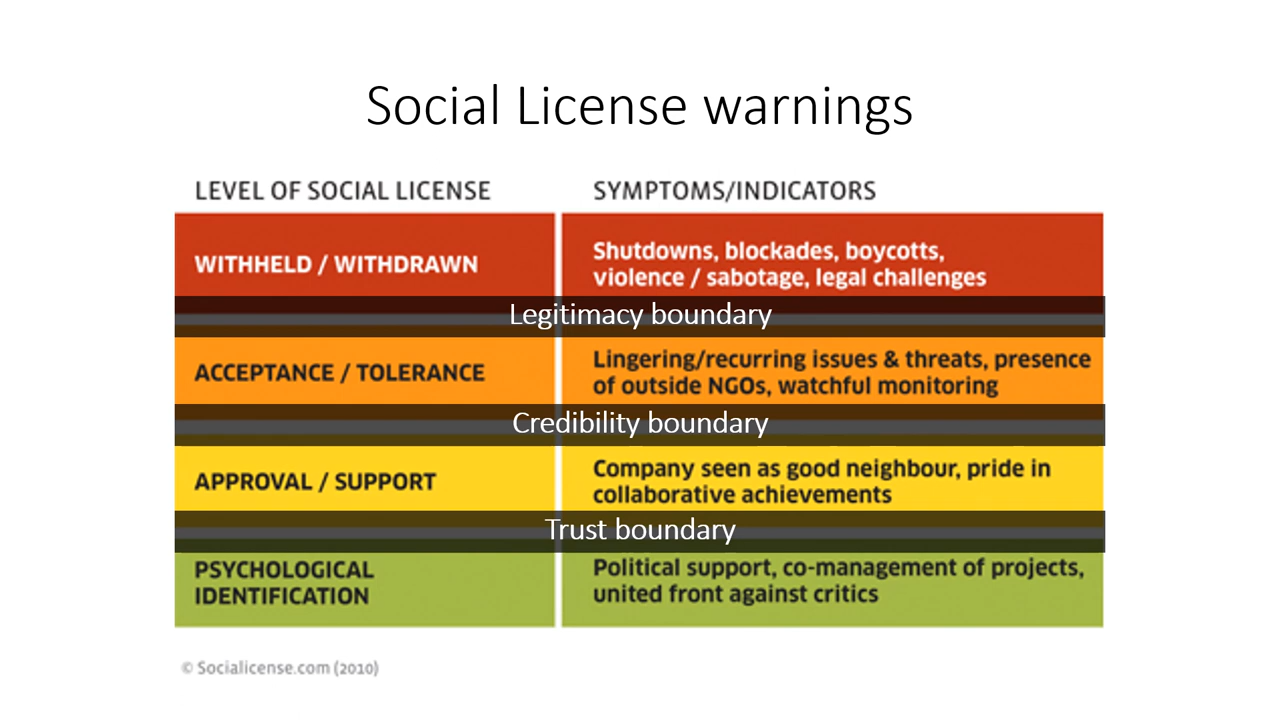 Social License warnings
LEVEL OF SOCIAL LICENSE
SYMPTOMS/INDICATORS
WITHHELD / WITHDRAWN
Shutdowns, blockades, boycotts,
violence / sabotage, legal challenges
Legitimacy boundary
ACCEPTANCE / TOLERANCE
Lingering/recurring issues & threats, presence
of outside NGOs, watchful monitoring
Credibility boundary
APPROVAL / SUPPORT
Company seen as good neighbour, pride in
collaborative achievements
Trust boundary
PSYCHOLOGICAL
IDENTIFICATION
Political support, co-management of projects,
united front against critics
© Socialicense.com (2010)